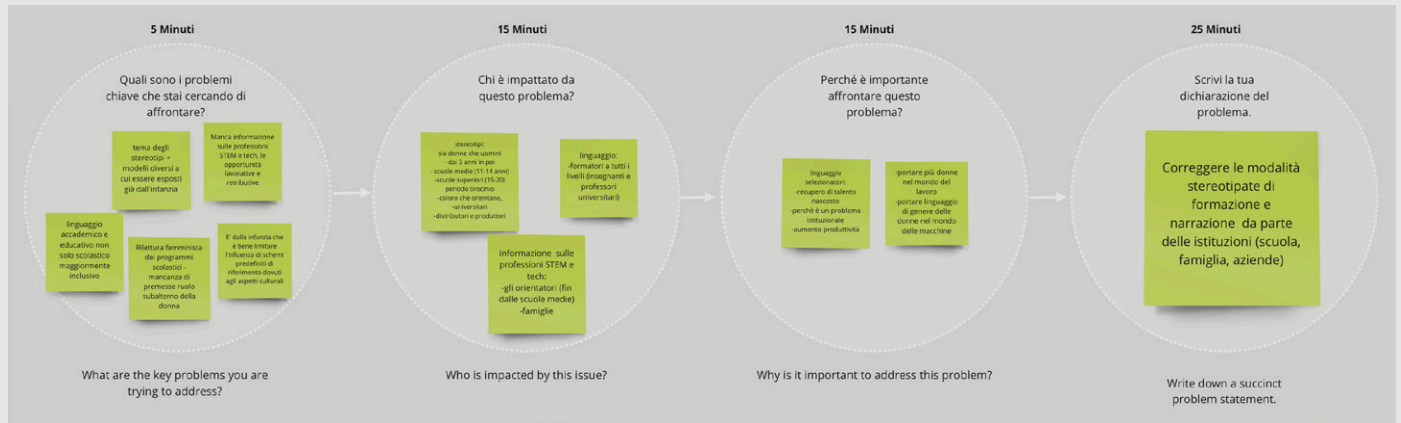 5 Minuti
Quali sono i problemi
chiave che stai cercando di
affrontare?
tema degli
stereotipi +
modelli diversi a
cui essere esposti
già dall'infanzia
Manca informazione
sulle professioni
STEM e tech, le
opportunità
lavorative e
retributive
linguaggio
accademico e
educativo non
solo scolastico
maggiormente
inclusivo
Rilettura femminista
dei programmi
scolastici -
mancanza di
premesse ruolo
subalterno della
donna
E' dalla infanzia che
è bene limitare
l'nfluenza di schemi
predefiniti di
riferimento dovuti
agli aspetti culturali
What are the key problems you are
trying to address?
15 Minuti
Chi è impattato da
questo problema?
stereotipi:
sia donne che uomini
- dai 3 anni in poi
- scuole medie (11-14 anni)
-scuole superiori (15-20)
periodo tirocinio
- coloro che orientano,
-universitari
-distributori e produttori
linguaggio:
-formatori a tutti i
livelli (insegnanti e
professori
universitari)
informazione sulle
professioni STEM e
tech:
-gli orientatori (fin
dalle scuole medie)
-famiglie
Who is impacted by this issue?
15 Minuti
Perché è importante
affrontare questo
problema?
linguaggio
selezionatori:
-recupero di talento
nascosto
-perchè è un problema
istituzionale
-aumento produttività
-portare più donne
nel mondo del
lavoro
-portare linguaggio
di genere delle
donne nel mondo
delle macchine
Why is it important to address this problem?
25 Minuti
Scrivi la tua
dichiarazione del
problema.
Correggere le modalità
stereotipate di
formazione e
narrazione da parte
delle istituzioni (scuola,
famiglia, aziende)
Write down a succinct
problem statement.